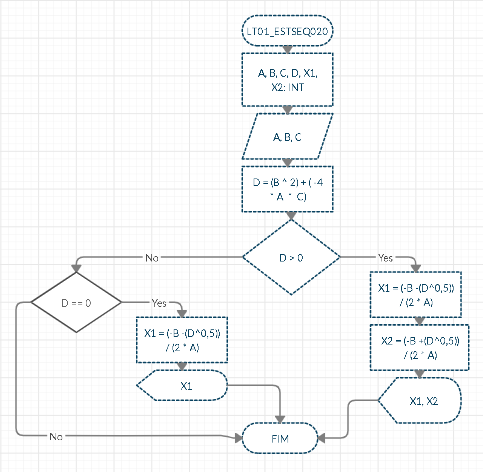 LT01_ESTSEQ020
A, B, C, D, X1,
X2: INT
A, B, C
D = (B ^ 2) + ( -4
* A * C)
D > 0
No
Yes
D == 0
Yes
X1 = (-B -(D^0,5))
/ (2 * A)
X1 = (-B -(D^0,5))
/ (2 * A)
X2 = (-B +(D^0,5))
/ (2 * A)
X1
X1, X2
No
FIM